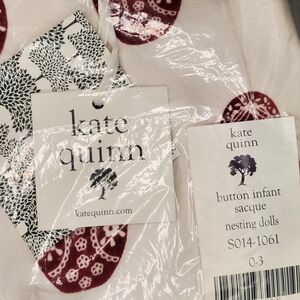 kate
quinn
katequinn.com
kate
quinn
button infant
sacque
nesting dolls
S014-1061
0-3